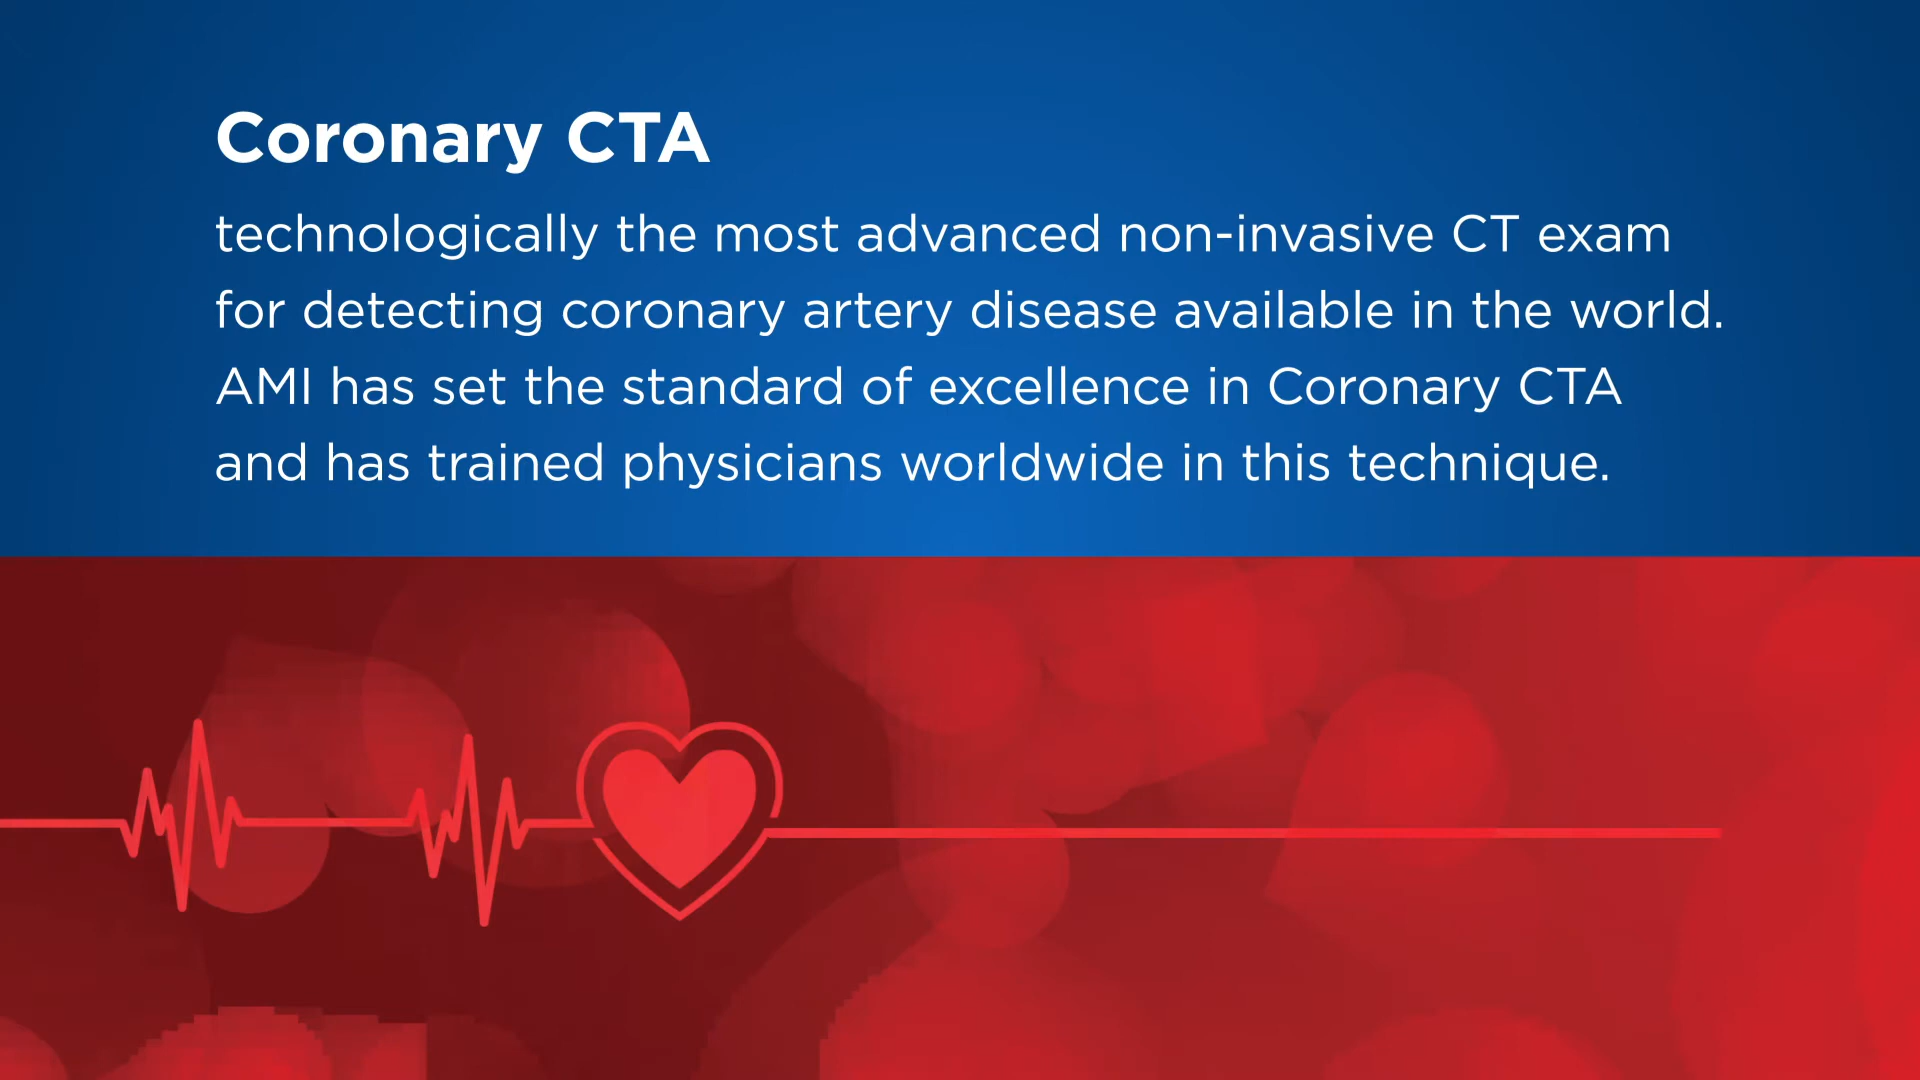 Coronary CTA
technologically the most advanced non-invasive CT exam
for detecting coronary artery disease available in the world.
AMI has set the standard of excellence in Coronary CTA
and has trained physicians worldwide in this technique.